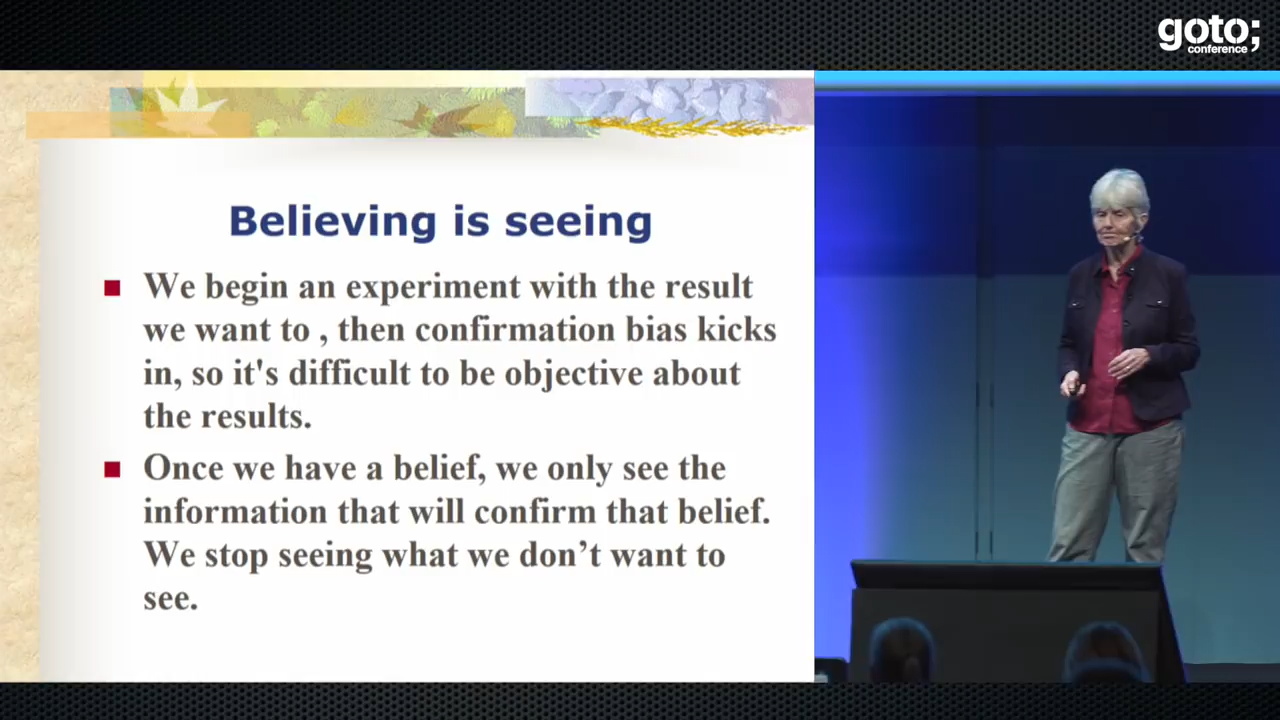 goto;
conference
Believing is seeing
■ We begin an experiment with the result
we want to , then confirmation bias kicks
in, so it's difficult to be objective about
the results.
■ Once we have a belief, we only see the
information that will confirm that belief.
We stop seeing what we don’t want to
see.